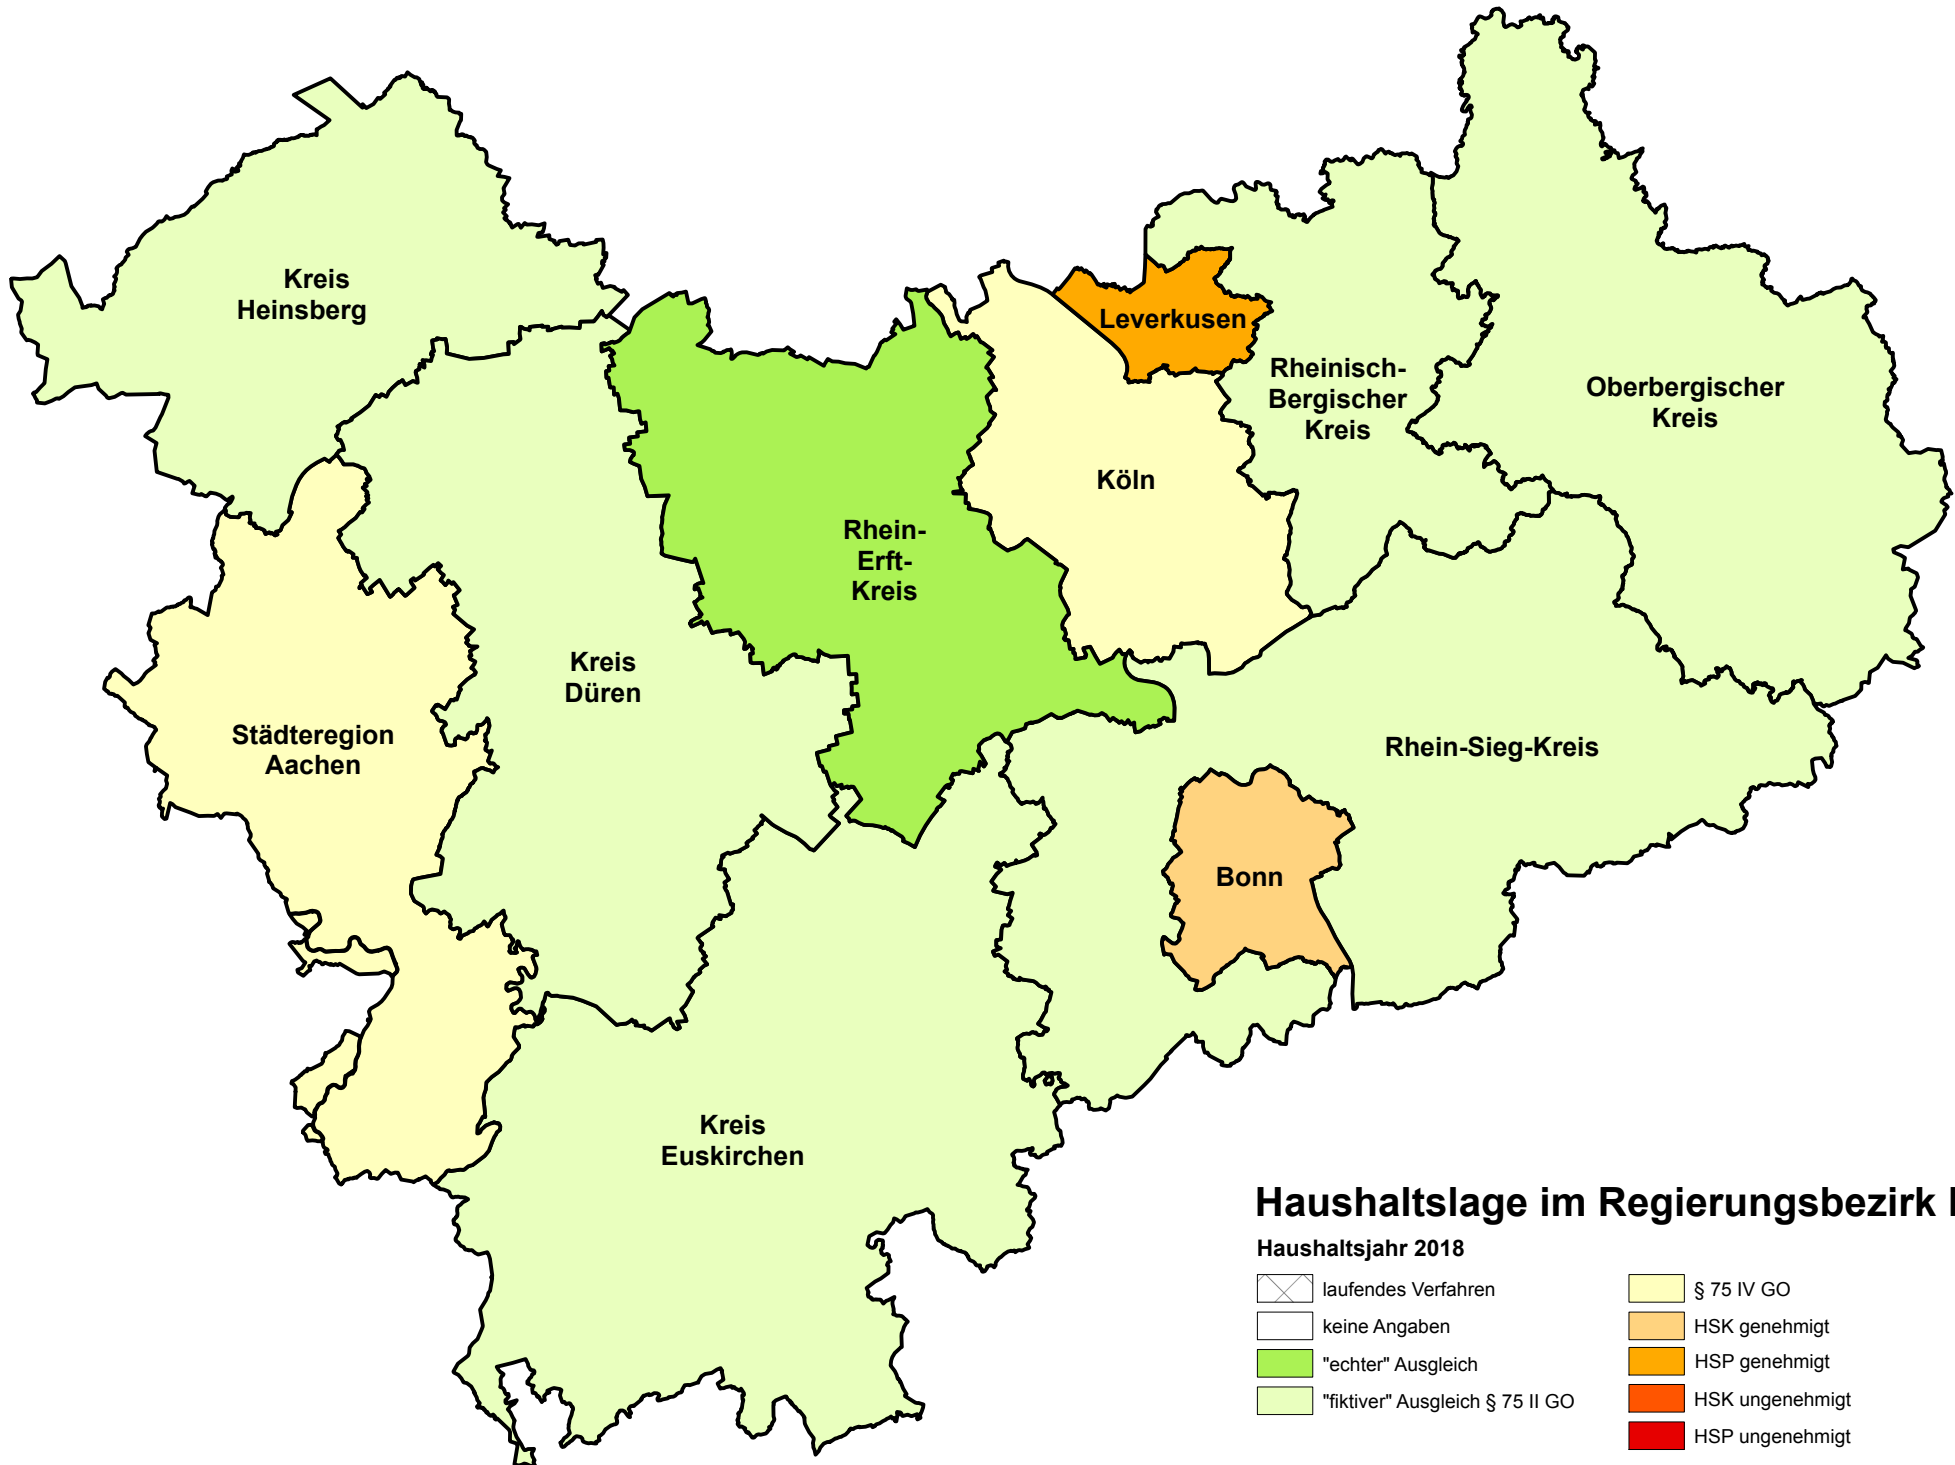 Kreis
Heinsberg
Leverkusen
Rheinisch-
Bergischer
Kreis
Oberbergischer
Kreis
Köln
Rhein-
Erft-
Kreis
Kreis
Düren
Städteregion
Aachen
Rhein-Sieg-Kreis
Bonn
Kreis
Euskirchen
Haushaltslage im Regierungsbezirk
Haushaltsjahr 2018
laufendes Verfahren
keine Angaben
"echter" Ausgleich
"fiktiver" Ausgleich § 75 II GO
§ 75 IV GO
HSK genehmigt
HSP genehmigt
HSK ungenehmigt
HSP ungenehmigt